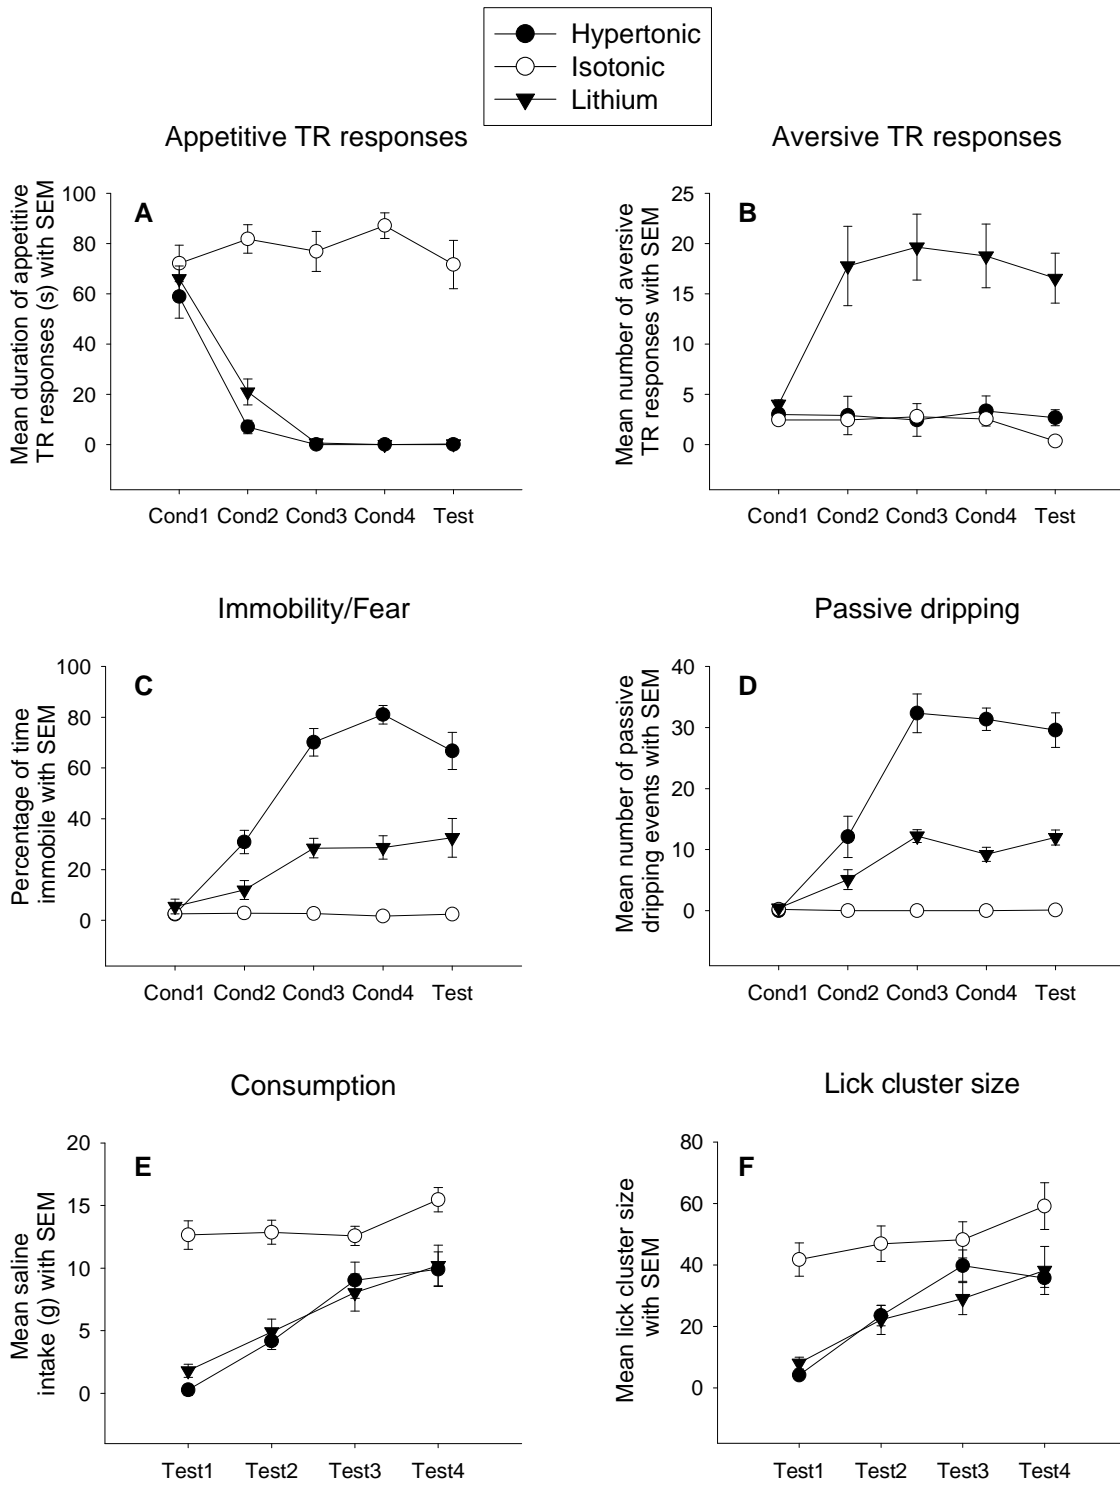 Hypertonic
Isotonic
Lithium
Appetitive TR responses
Mean duration of appetitive
TR responses (s) with SEM
A
100
80
60
40
20
0
Cond1 Cond2 Cond3 Cond4 Test
Aversive TR responses
Mean number of aversive
TR responses with SEM
B
25
20
15
10
5
0
Cond1 Cond2 Cond3 Cond4 Test
Immobility/Fear
Percentage of time
immobile with SEM
C
100
80
60
40
20
0
Cond1 Cond2 Cond3 Cond4 Test
Passive dripping
Mean number of passive
dripping events with SEM
D
40
30
20
10
0
Cond1 Cond2 Cond3 Cond4 Test
Consumption
Mean saline
intake (g) with SEM
E
20
15
10
5
0
Test1 Test2 Test3 Test4
Lick cluster size
Mean lick cluster size
with SEM
F
80
60
40
20
0
Test1 Test2 Test3 Test4